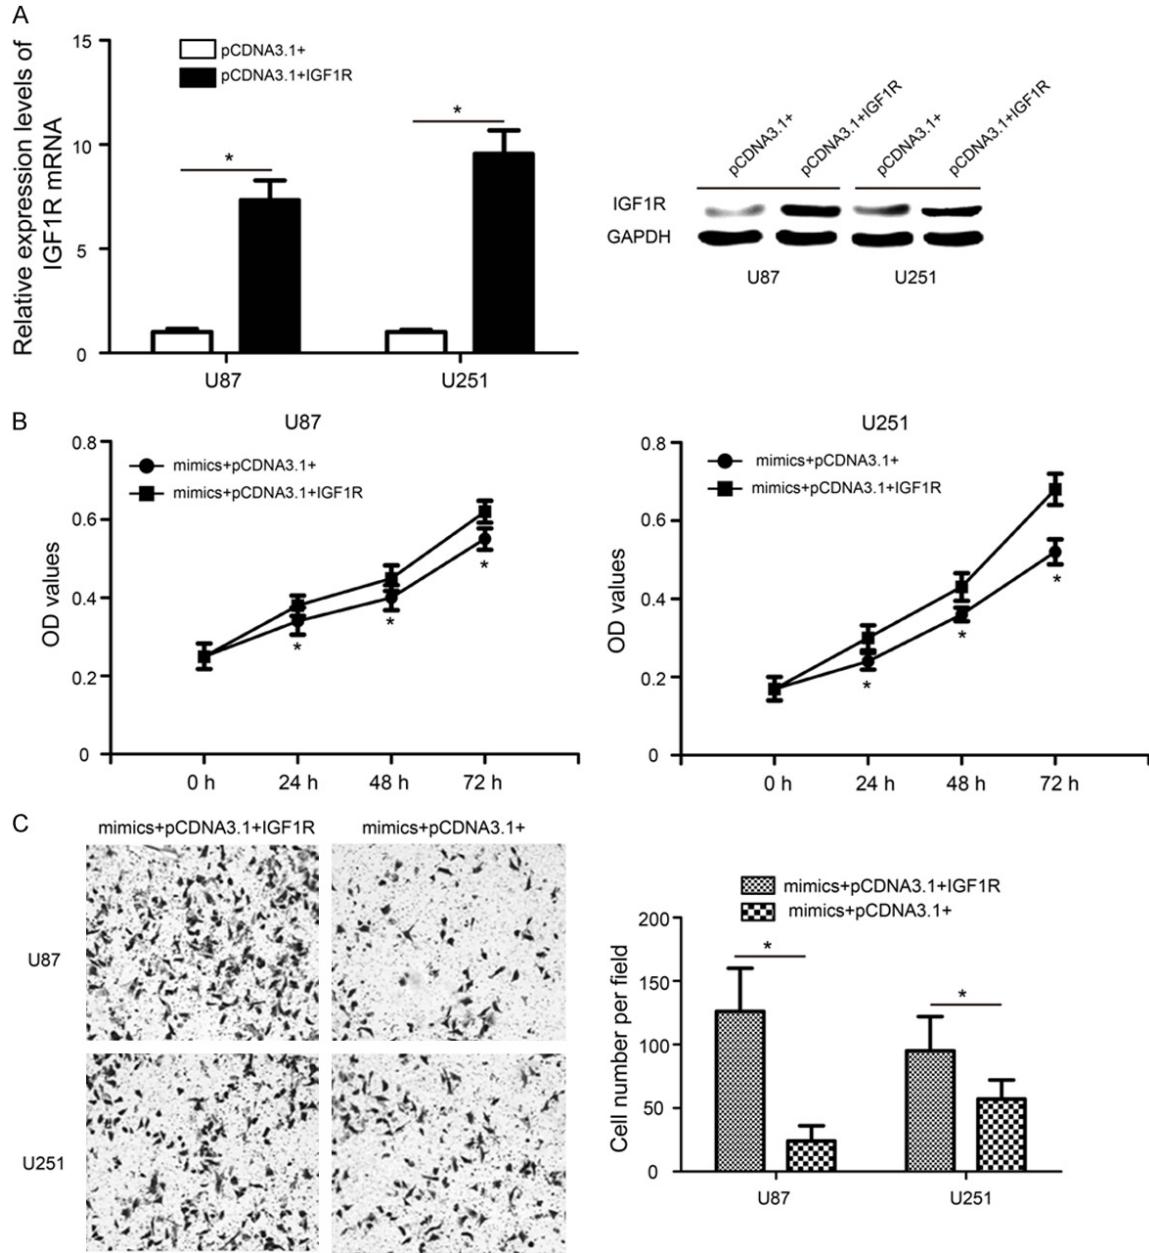 A
Relative expression levels of
IGF1R mRNA
15
10
5
0
pCDNA3.1+
pCDNA3.1+IGF1R
*
*
U87
U251
pCDNA3.1+
pCDNA3.1+IGF1R
pCDNA3.1+
pCDNA3.1+IGF1R
IGF1R
GAPDH
U87
U251
B
U87
OD values
0.8
0.6
0.4
0.2
0
mimics+pCDNA3.1+
mimics+pCDNA3.1+IGF1R
*
*
*
0 h 24 h 48 h 72 h
U251
OD values
0.8
0.6
0.4
0.2
0
mimics+pCDNA3.1+
mimics+pCDNA3.1+IGF1R
*
*
*
0 h 24 h 48 h 72 h
C
mimics+pCDNA3.1+IGF1R
mimics+pCDNA3.1+
U87
U251
mimics+pCDNA3.1+IGF1R
mimics+pCDNA3.1+
Cell number per field
200
150
100
50
0
*
*
U87
U251